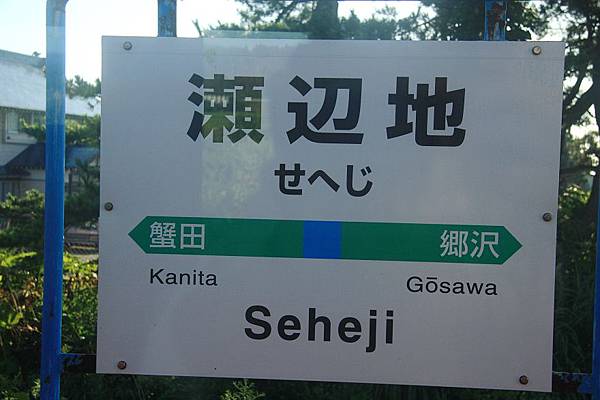 瀬辺地
せへじ
蟹田 郷沢
Kanita Gōsawa
Seheji